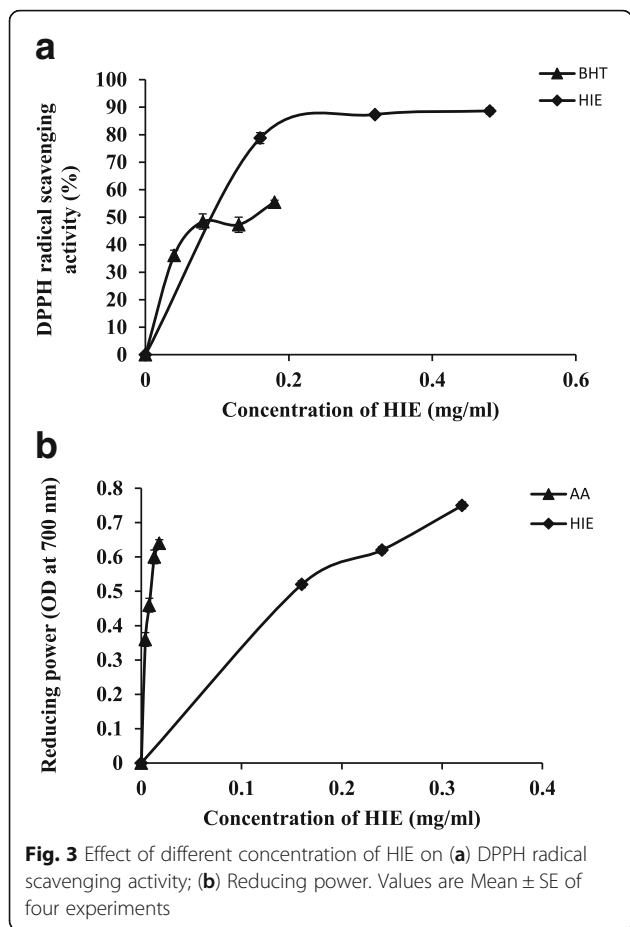 a
BHT
HIE
DPPH radical scavenging
activity (%)
100
90
80
70
60
50
40
30
20
10
0
0
0.2
0.4
0.6
Concentration of HIE (mg/ml)
b
AA
HIE
Reducing power (OD at 700 nm)
0.8
0.7
0.6
0.5
0.4
0.3
0.2
0.1
0
0
0.1
0.2
0.3
0.4
Concentration of HIE (mg/ml)
Fig. 3 Effect of different concentration of HIE on (a) DPPH radical
scavenging activity; (b) Reducing power. Values are Mean ± SE of
four experiments